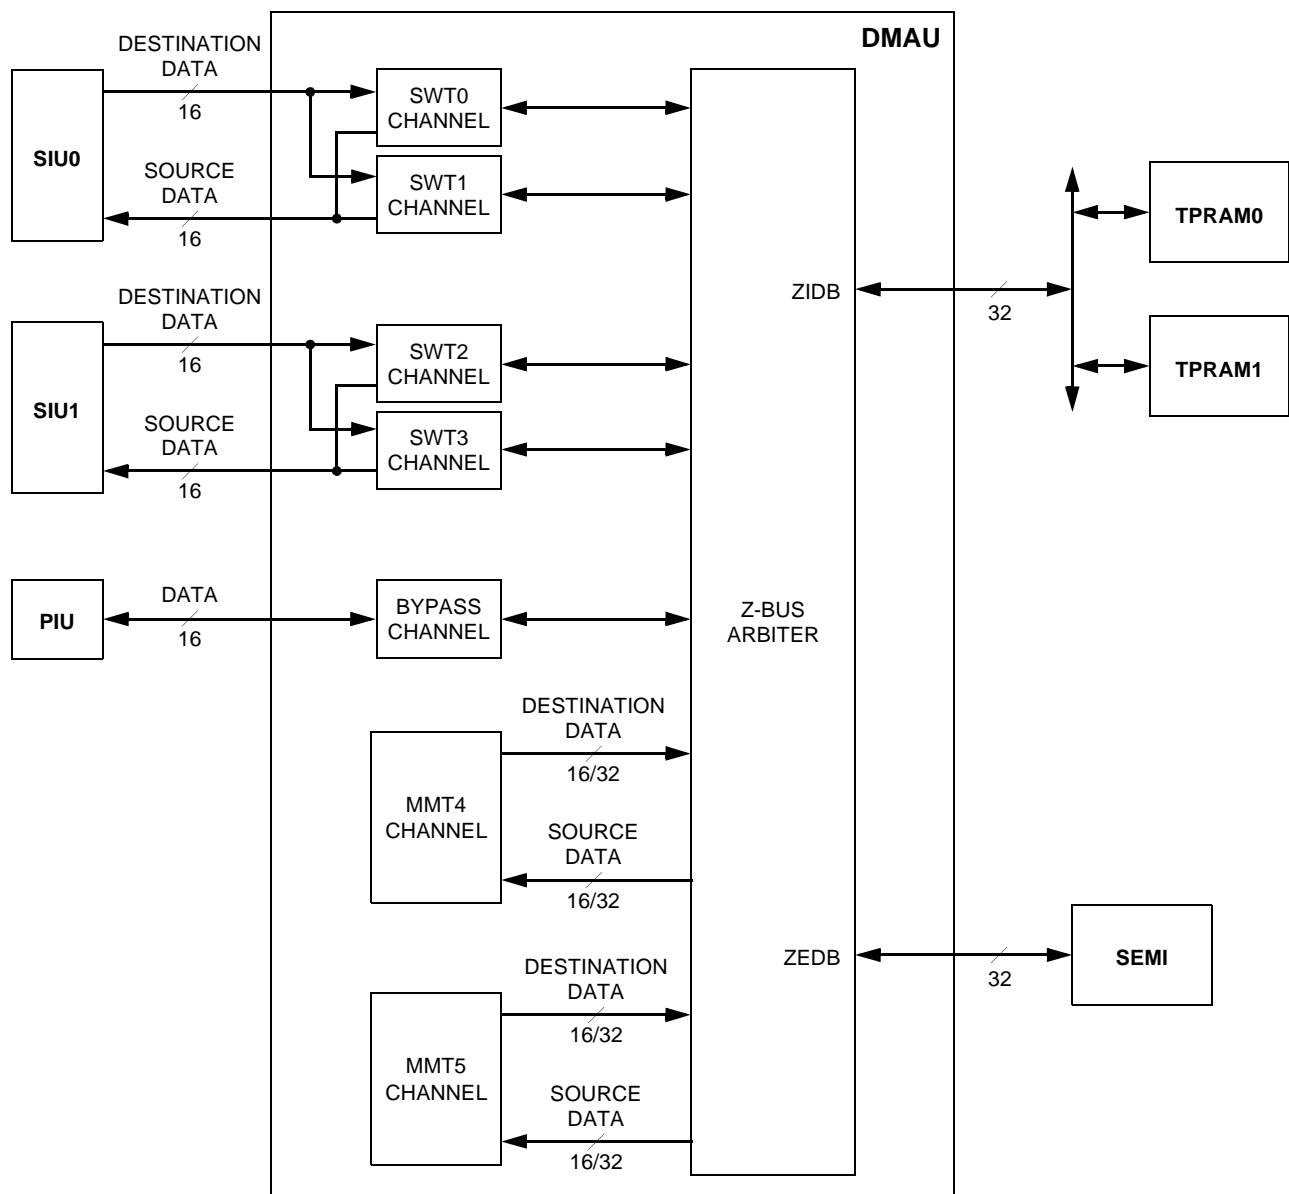 DMAU
DESTINATION
DATA
16
SIU0
SOURCE
DATA
16
SWT0
CHANNEL
SWT1
CHANNEL
TPRAM0
ZIDB
32
TPRAM1
DESTINATION
DATA
16
SIU1
SOURCE
DATA
16
SWT2
CHANNEL
SWT3
CHANNEL
PIU
DATA
16
BYPASS
CHANNEL
Z-BUS
ARBITER
DESTINATION
DATA
16/32
MMT4
CHANNEL
SOURCE
DATA
16/32
ZEDB
32
SEMI
DESTINATION
DATA
16/32
MMT5
CHANNEL
SOURCE
DATA
16/32